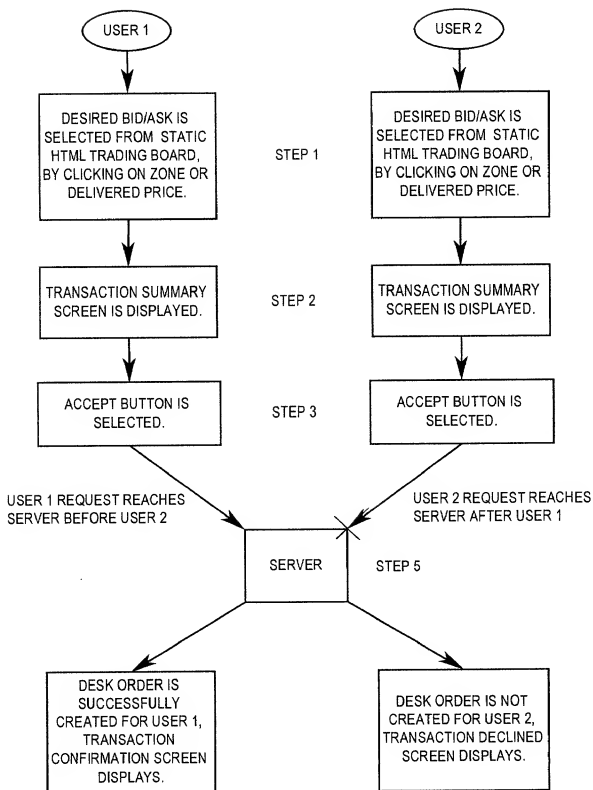 USER 1
USER 2
DESIRED BID/ASK IS
SELECTED FROM STATIC
HTML TRADING BOARD,
BY CLICKING ON ZONE OR
DELIVERED PRICE.
STEP 1
DESIRED BID/ASK IS
SELECTED FROM STATIC
HTML TRADING BOARD,
BY CLICKING ON ZONE OR
DELIVERED PRICE.
TRANSACTION SUMMARY
SCREEN IS DISPLAYED.
STEP 2
TRANSACTION SUMMARY
SCREEN IS DISPLAYED.
ACCEPT BUTTON IS
SELECTED.
STEP 3
ACCEPT BUTTON IS
SELECTED.
USER 1 REQUEST REACHES
SERVER BEFORE USER 2
USER 2 REQUEST REACHES
SERVER AFTER USER 1
SERVER
STEP 5
DESK ORDER IS
SUCCESSFULLY
CREATED FOR USER 1,
TRANSACTION
CONFIRMATION SCREEN
DISPLAYS.
DESK ORDER IS NOT
CREATED FOR USER 2,
TRANSACTION DECLINED
SCREEN DISPLAYS.